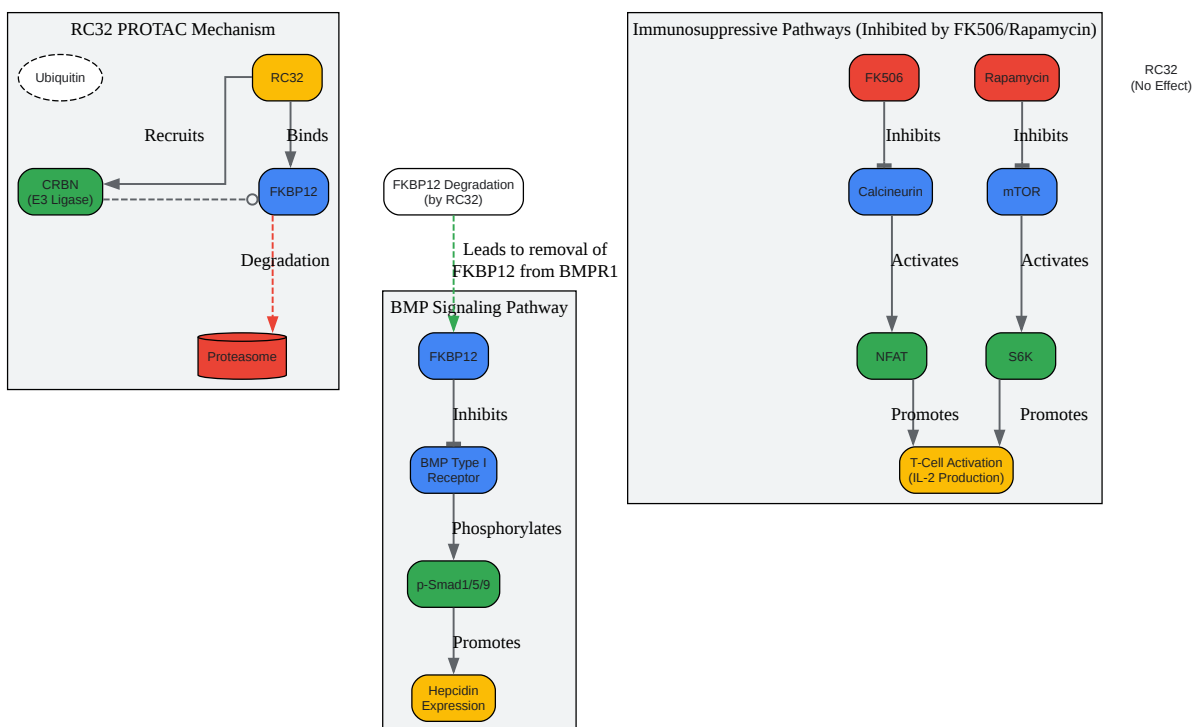 RC32 PROTAC Mechanism
Ubiquitin
RC32
Recruits
Binds
CRBN
(E3 Ligase)
FKBP12
Degradation
Proteasome
FKBP12 Degradation
(by RC32)
Leads to removal of
FKBP12 from BMPR1
BMP Signaling Pathway
FKBP12
Inhibits
BMP Type I
Receptor
Phosphorylates
p-Smad1/5/9
Promotes
Hepcidin
Expression
Immunosuppressive Pathways (Inhibited by FK506/Rapamycin)
FK506
Rapamycin
Inhibits
Inhibits
Calcineurin
mTOR
Activates
Activates
NFAT
S6K
Promotes
Promotes
T-Cell Activation
(IL-2 Production)
RC32
(No Effect)